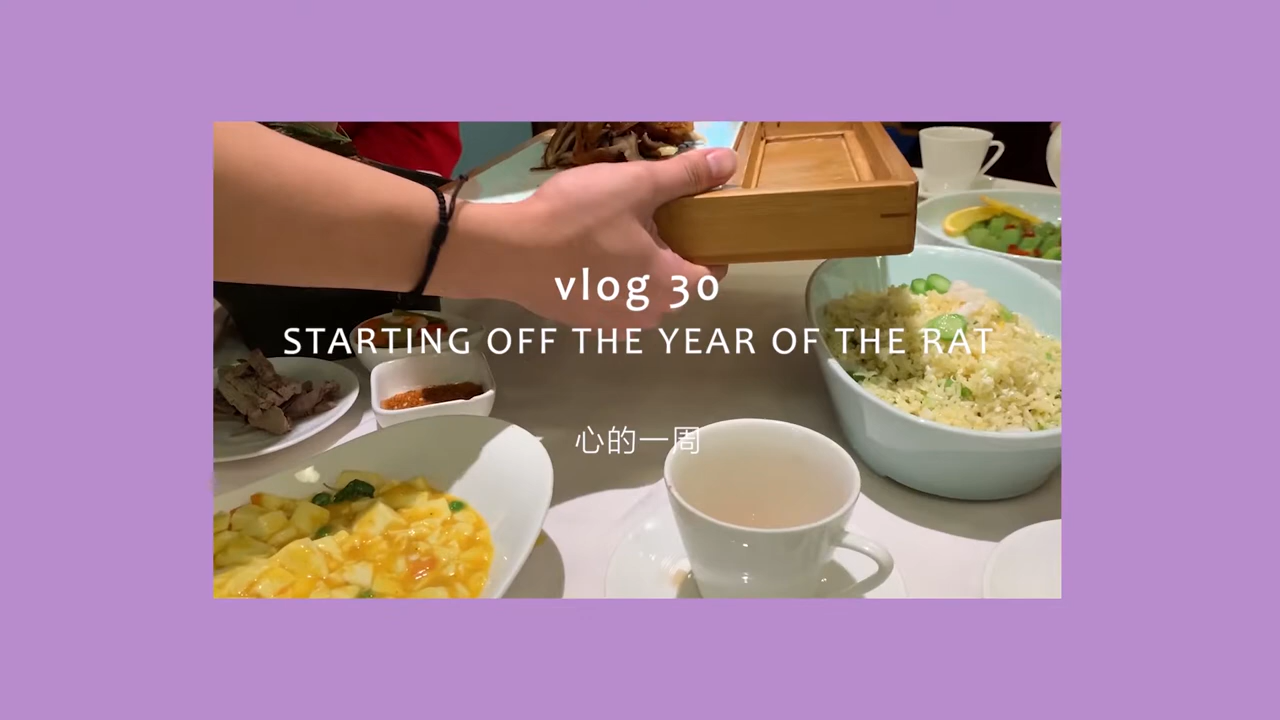 vlog 30
STARTING OFF THE YEAR OF THE RAT
心的一周